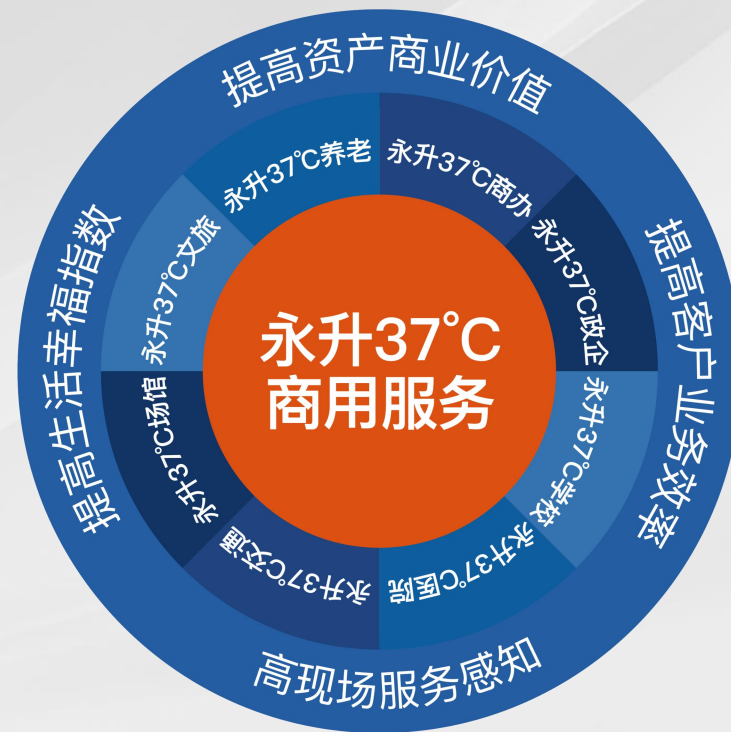 提高资产商业价值
提高客户业务效率
高现场服务感知
提高生活幸福指数
永升37℃商办
永升37℃政企
永升37℃学校
永升37℃医院
永升37℃交通
永升37℃场馆
永升37℃文旅
永升37℃养老
永升37℃
商用服务